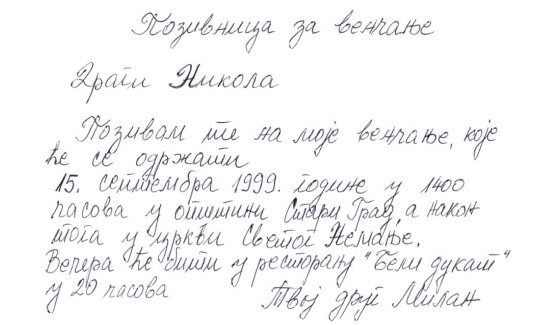 Позивница за венчање
Драги Никола
Позивам те на моје венчање, које
ће се одржати
15. септембра 1999. године у 1400
часова у општини Стари Град, а након
тога у цркви Светог Немање.
Вечера ће бити у ресторану "Бели дукат"
у 20 часова
Твој друг Милан